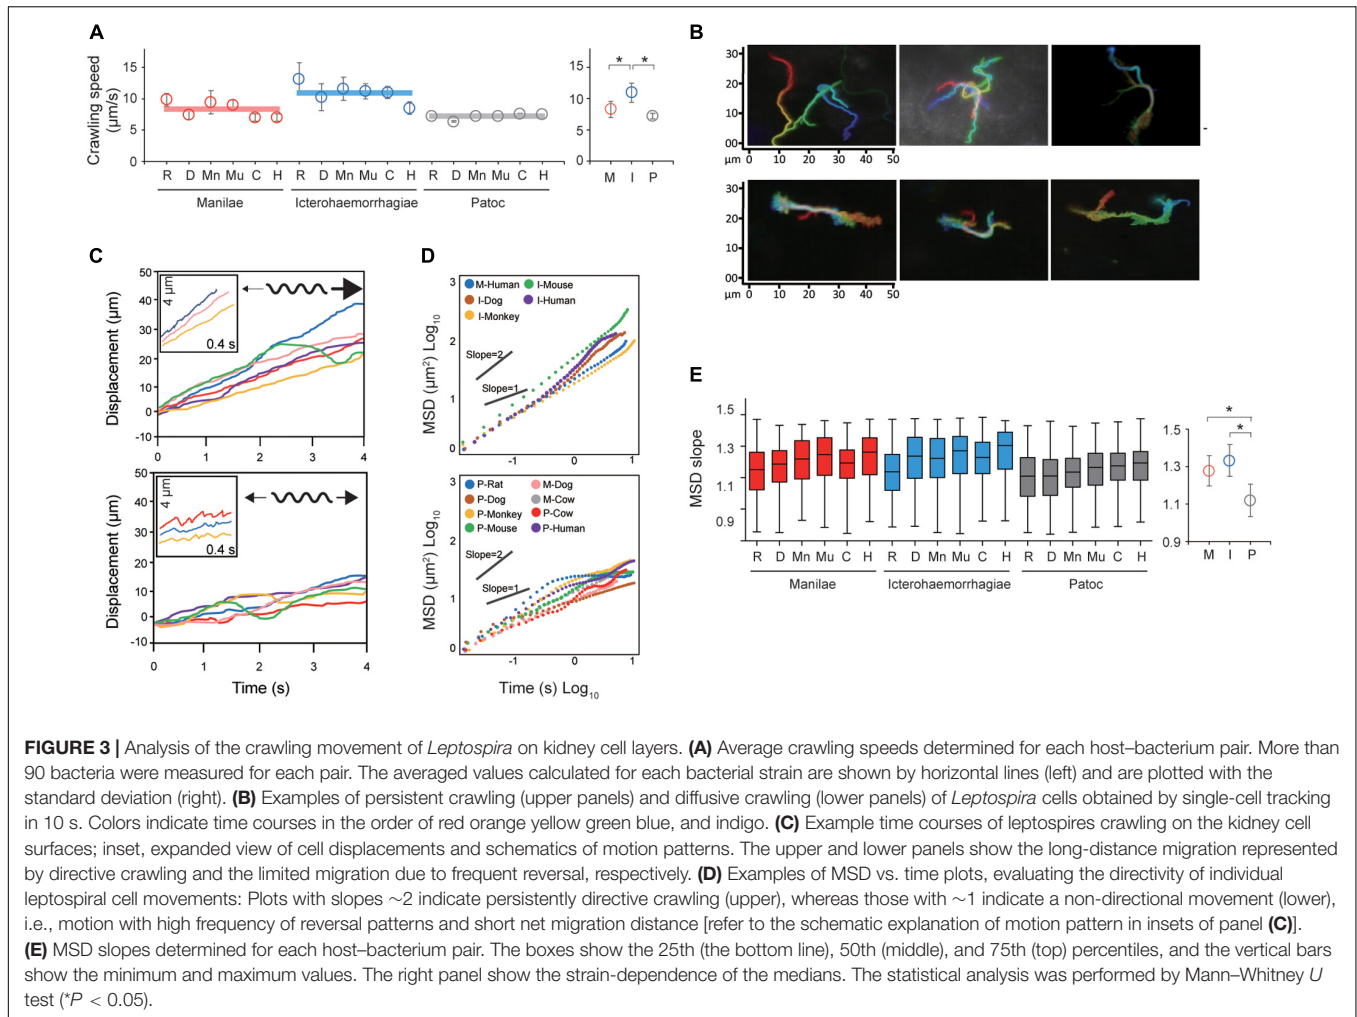 A
Crawling speed
(µm/s)
15
10
5
0
R D Mn Mu C H
R D Mn Mu C H
R D Mn Mu C H
Manilae
Icterohaemorrhagiae
Patoc
15
10
5
0
* *
M I P
B
30
20
10
00
µm 0 10 20 30 40 50
30
20
10
00
µm 0 10 20 30 40 50
-
C
Displacement (µm)
50
40
30
20
10
0
-10
4 µm
0.4 s
0 1 2 3 4
Displacement (µm)
50
40
30
20
10
0
-10
4 µm
0.4 s
0 1 2 3 4
Time (s)
D
MSD (µm²) Log10
3
2
1
0
M-Human I-Mouse
I-Dog I-Human
I-Monkey
Slope=2
Slope=1
MSD (µm²) Log10
3
2
1
0
P-Rat M-Dog
P-Dog M-Cow
P-Monkey P-Cow
P-Mouse P-Human
Slope=2
Slope=1
-1 0 1
Time (s) Log10
E
MSD slope
1.5
1.3
1.1
0.9
R D Mn Mu C H
R D Mn Mu C H
R D Mn Mu C H
Manilae
Icterohaemorrhagiae
Patoc
1.5
1.3
1.1
0.9
*
*
M I P
FIGURE 3 | Analysis of the crawling movement of Leptospira on kidney cell layers. (A) Average crawling speeds determined for each host–bacterium pair. More than
90 bacteria were measured for each pair. The averaged values calculated for each bacterial strain are shown by horizontal lines (left) and are plotted with the
standard deviation (right). (B) Examples of persistent crawling (upper panels) and diffusive crawling (lower panels) of Leptospira cells obtained by single-cell tracking
in 10 s. Colors indicate time courses in the order of red orange yellow green blue, and indigo. (C) Example time courses of leptospires crawling on the kidney cell
surfaces; inset, expanded view of cell displacements and schematics of motion patterns. The upper and lower panels show the long-distance migration represented
by directive crawling and the limited migration due to frequent reversal, respectively. (D) Examples of MSD vs. time plots, evaluating the directivity of individual
leptospiral cell movements: Plots with slopes ∼2 indicate persistently directive crawling (upper), whereas those with ∼1 indicate a non-directional movement (lower),
i.e., motion with high frequency of reversal patterns and short net migration distance [refer to the schematic explanation of motion pattern in insets of panel (C)].
(E) MSD slopes determined for each host–bacterium pair. The boxes show the 25th (the bottom line), 50th (middle), and 75th (top) percentiles, and the vertical bars
show the minimum and maximum values. The right panel show the strain-dependence of the medians. The statistical analysis was performed by Mann–Whitney U
test (*P < 0.05).